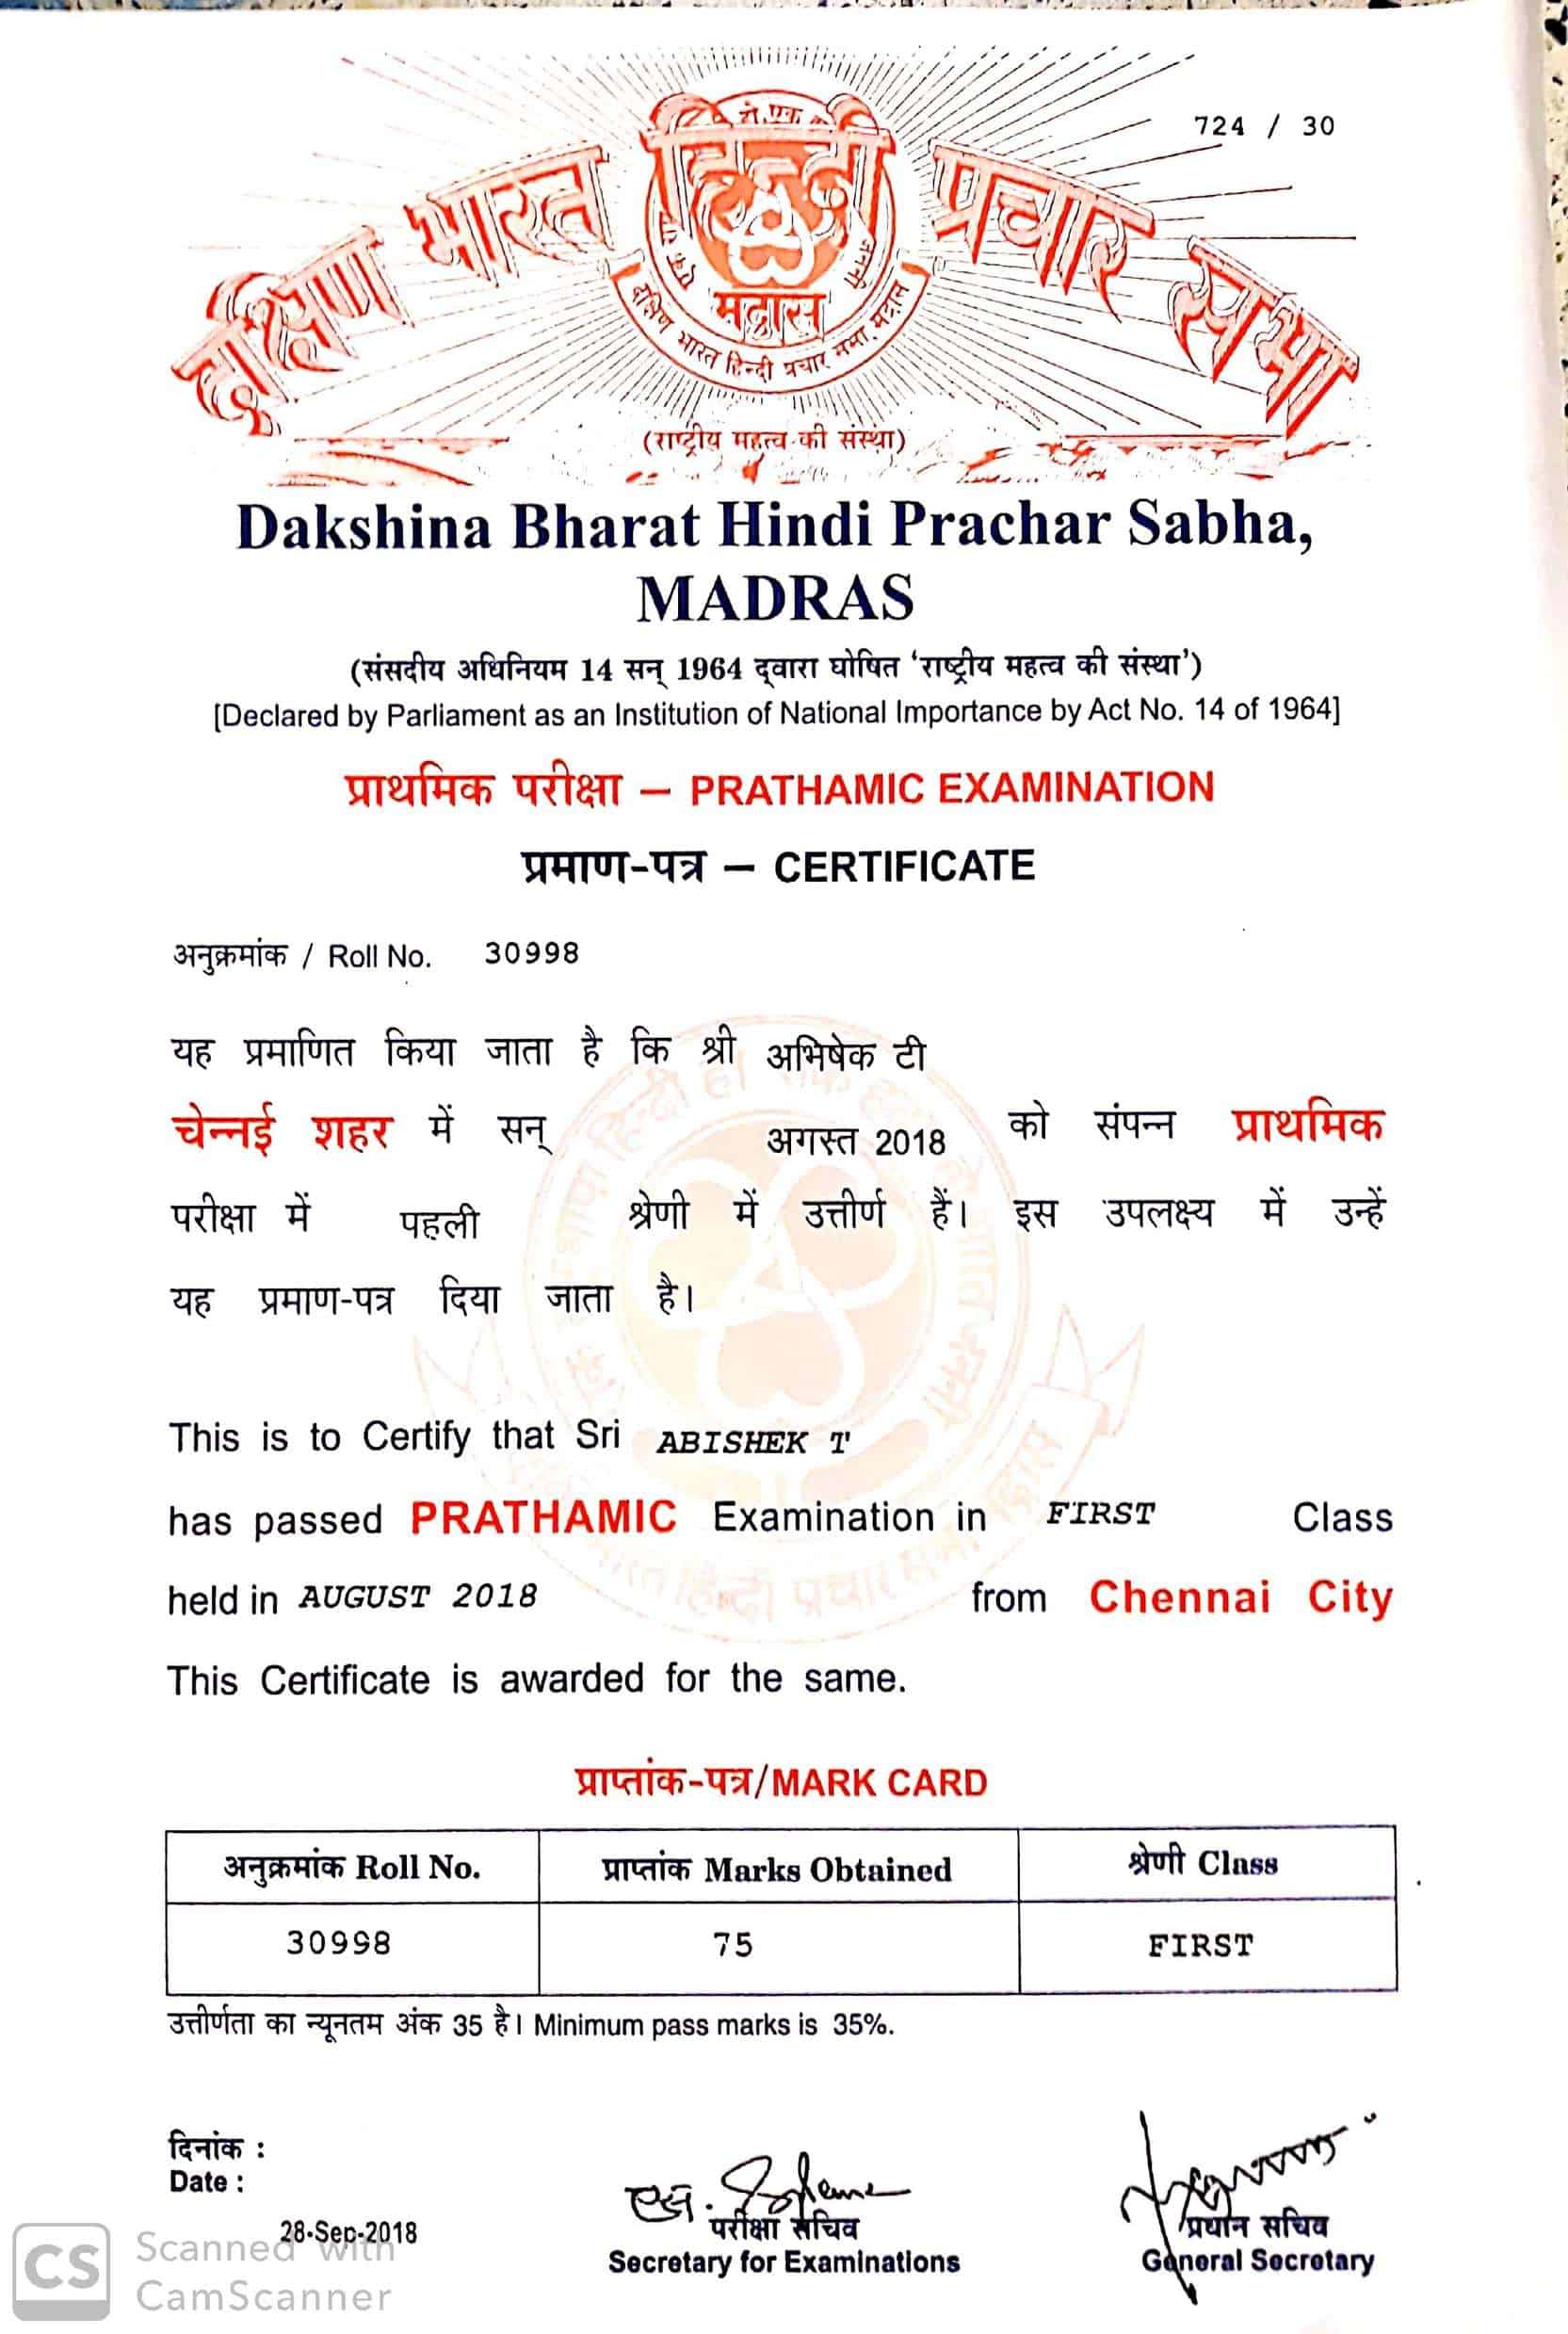 724 / 30
दक्षिण भारत हिन्दी प्रचार सभा
मद्रास
दक्षिण भारत हिन्दी प्रचार सभा, मद्रास
(राष्ट्रीय महत्व की संस्था)
Dakshina Bharat Hindi Prachar Sabha,
MADRAS
(संसदीय अधिनियम 14 सन् 1964 द्वारा घोषित ‘राष्ट्रीय महत्व की संस्था’)
[Declared by Parliament as an Institution of National Importance by Act No. 14 of 1964]
प्राथमिक परीक्षा – PRATHAMIC EXAMINATION
प्रमाण-पत्र – CERTIFICATE
अनुक्रमांक / Roll No. 30998
यह प्रमाणित किया जाता है कि श्री अभिषेक टी
चेन्नई शहर में सन् अगस्त 2018 को संपन्न प्राथमिक
परीक्षा में पहली श्रेणी में उत्तीर्ण हैं। इस उपलक्ष्य में उन्हें
यह प्रमाण-पत्र दिया जाता है।
This is to Certify that Sri ABISHEK T
has passed PRATHAMIC Examination in FIRST Class
held in AUGUST 2018 from Chennai City
This Certificate is awarded for the same.
प्राप्तांक-पत्र/MARK CARD
अनुक्रमांक Roll No. प्राप्तांक Marks Obtained श्रेणी Class
30998 75 FIRST
उत्तीर्णता का न्यूनतम अंक 35 है। Minimum pass marks is 35%.
दिनांक :
Date :
28-Sep-2018
परीक्षा सचिव
Secretary for Examinations
प्रधान सचिव
General Secretary
CS Scanned with
CamScanner